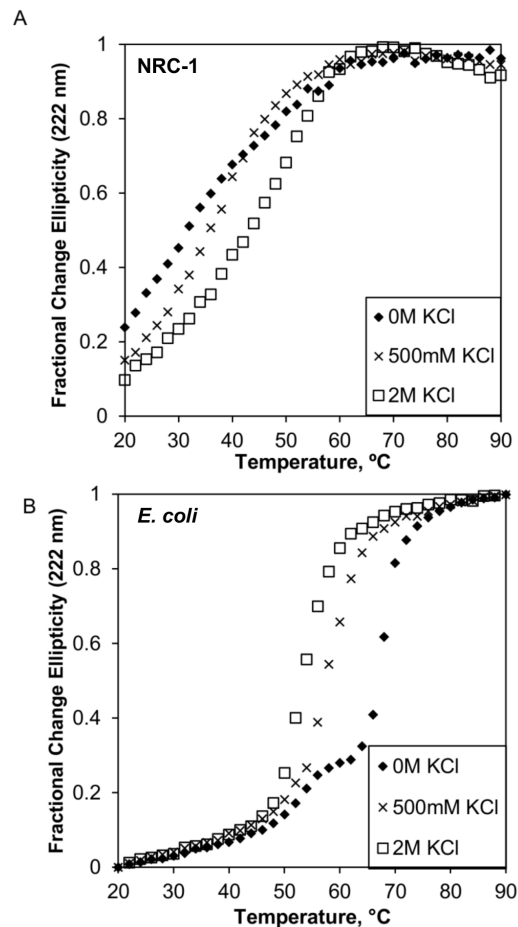 A
NRC-1
Fractional Change Ellipticity (222 nm)
1
0.8
0.6
0.4
0.2
0
0M KCl
500mM KCl
2M KCl
20 30 40 50 60 70 80 90
Temperature, ºC
B
E. coli
Fractional Change Ellipticity (222 nm)
1
0.8
0.6
0.4
0.2
0
0M KCl
500mM KCl
2M KCl
20 30 40 50 60 70 80 90
Temperature, °C